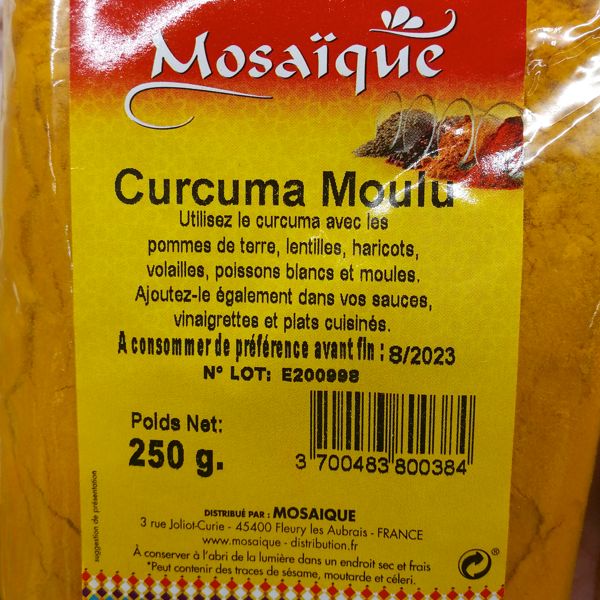 Mosaïque
Curcuma Moulu
Utilisez le curcuma avec les
pommes de terre, lentilles, haricots,
volailles, poissons blancs et moules.
Ajoutez-le également dans vos sauces,
vinaigrettes et plats cuisinés.
A consommer de préférence avant fin : 8/2023
N° LOT: E200998
Poids Net:
250 g.
3 700483 800384
suggestion de présentation
DISTRIBUÉ PAR : MOSAIQUE
3 rue Joliot-Curie - 45400 Fleury les Aubrais - FRANCE
www.mosaique-distribution.fr
À conserver à l'abri de la lumière dans un endroit sec et frais
*Peut contenir des traces de sésame, moutarde et céleri.
®